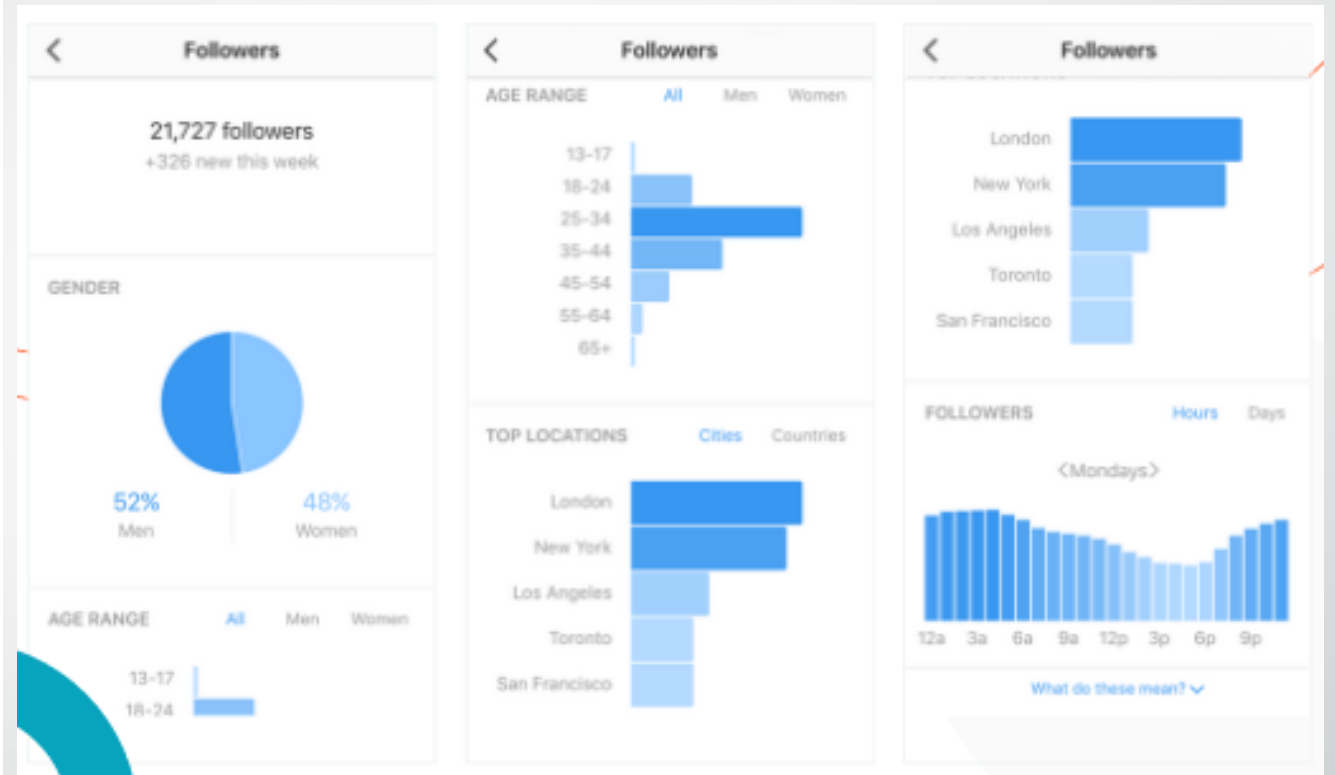 Followers
21,727 followers
+326 new this week
GENDER
52%
Men
48%
Women
AGE RANGE All Men Women
13-17
18-24
Followers
AGE RANGE All Men Women
13-17
18-24
25-34
35-44
45-54
55-64
65+
TOP LOCATIONS Cities Countries
London
New York
Los Angeles
Toronto
San Francisco
Followers
London
New York
Los Angeles
Toronto
San Francisco
FOLLOWERS Hours Days
<Mondays>
12a 3a 6a 9a 12p 3p 6p 9p
What do these mean?